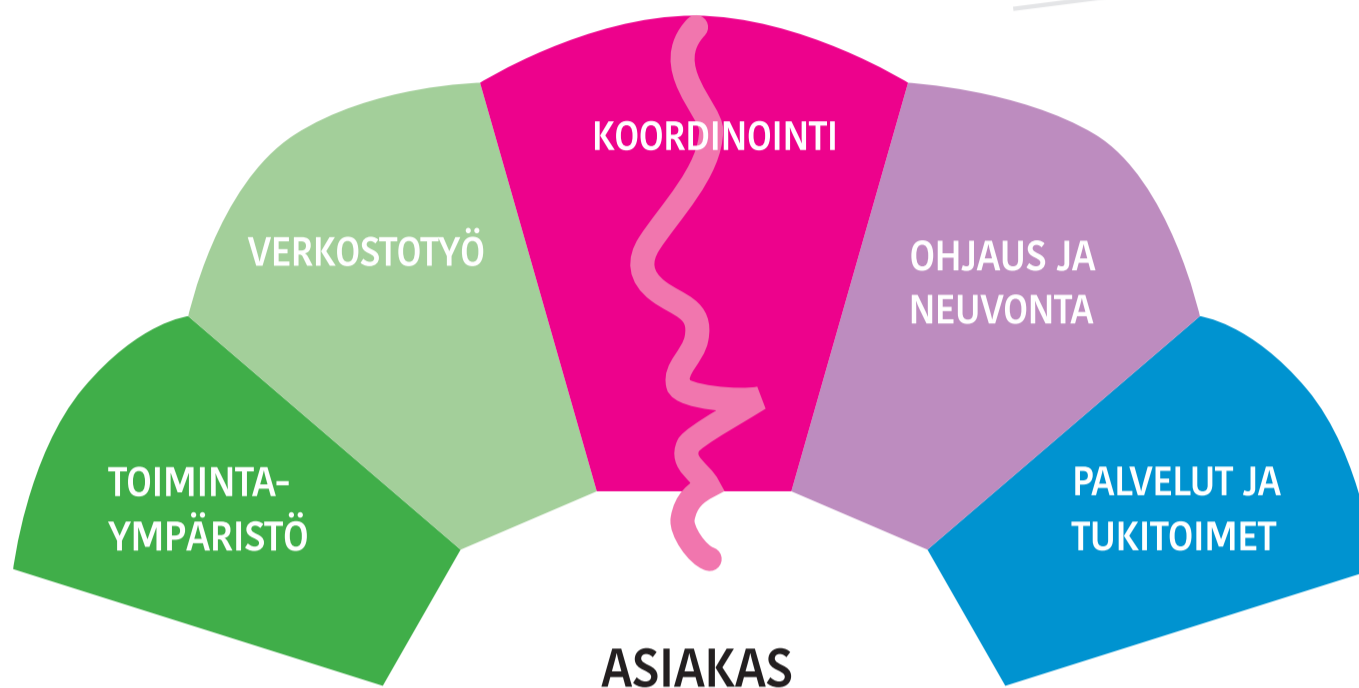 KOORDINOINTI
VERKOSTOTYÖ
OHJAUS JA
NEUVONTA
TOIMINTA-
YMPÄRISTÖ
PALVELUT JA
TUKITOIMET
ASIAKAS